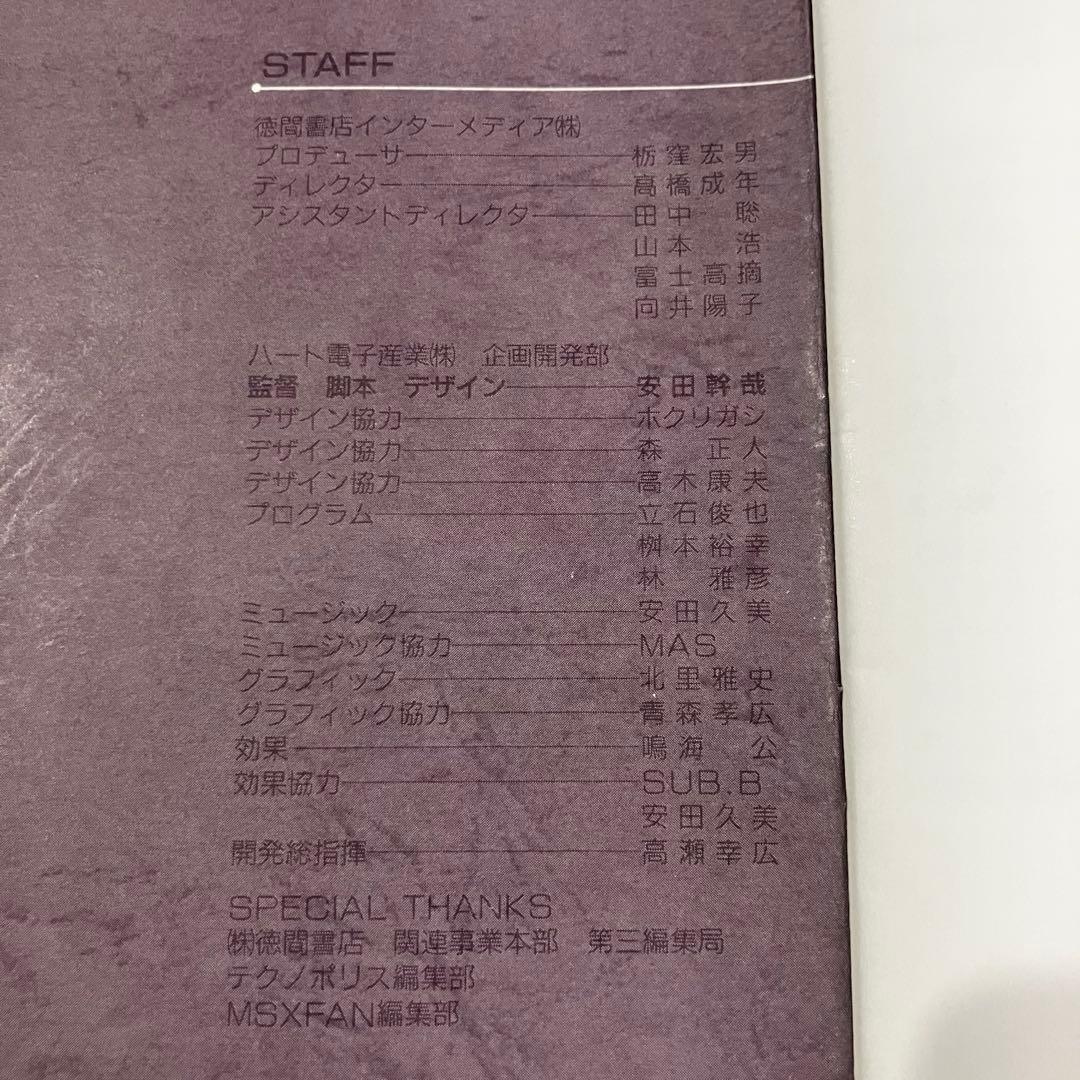 STAFF
徳間書店インターメディア㈱
プロデューサー――――――栃窪宏男
ディレクター――――――高橋成年
アシスタントディレクター――――田中 聡
山本 浩
富士高摘
向井陽子
ハート電子産業㈱ 企画開発部
監督 脚本 デザイン――――安田幹哉
デザイン協力――――――ホクリガシ
デザイン協力――――――森 正人
デザイン協力――――――高木康夫
プログラム――――――立石俊也
桝本裕幸
林 雅彦
ミュージック――――――安田久美
ミュージック協力――――――MAS
グラフィック――――――北里雅史
グラフィック協力――――――青森孝広
効果――――――鳴海 公
効果協力――――――SUB.B
安田久美
開発総指揮――――――高瀬幸広
SPECIAL THANKS
㈱徳間書店 関連事業本部 第三編集局
テクノポリス編集部
MSXFAN編集部